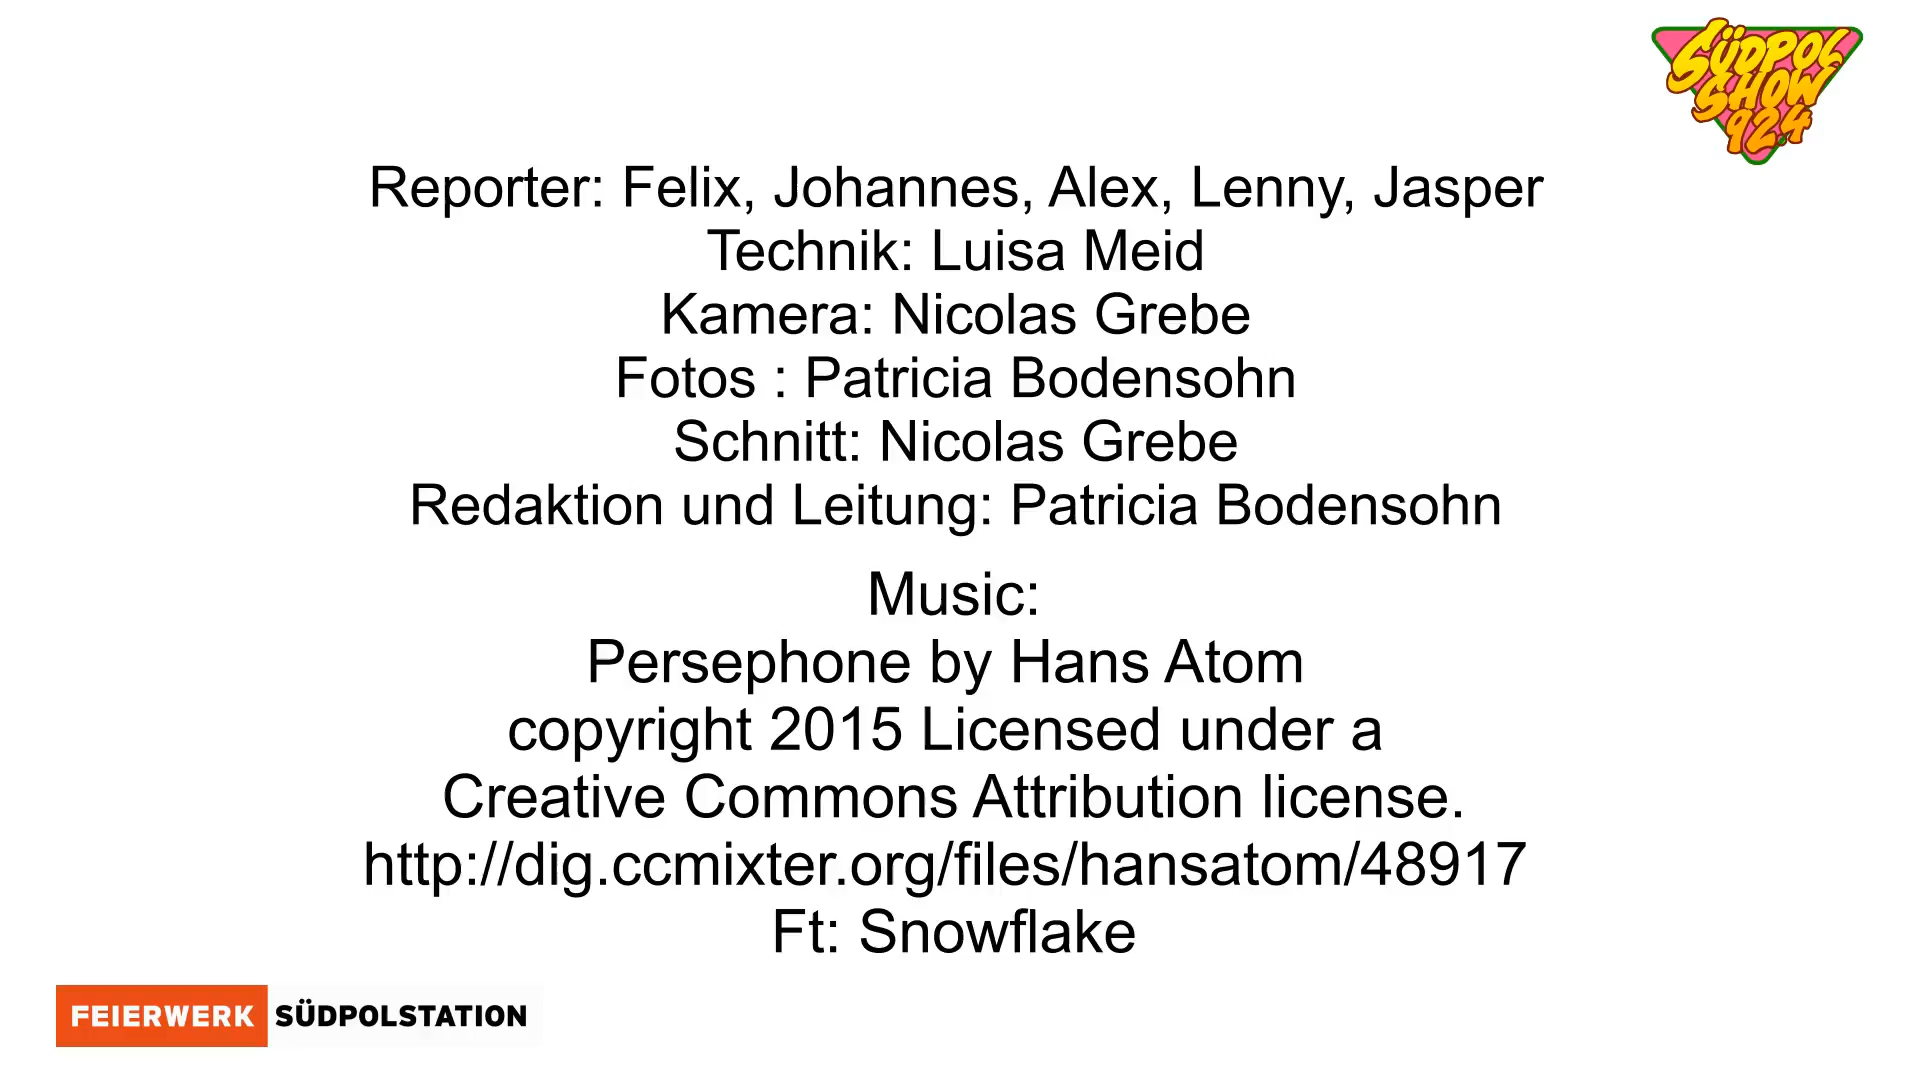 SÜDPOL
SHOW
92.4
Reporter: Felix, Johannes, Alex, Lenny, Jasper
Technik: Luisa Meid
Kamera: Nicolas Grebe
Fotos : Patricia Bodensohn
Schnitt: Nicolas Grebe
Redaktion und Leitung: Patricia Bodensohn
Music:
Persephone by Hans Atom
copyright 2015 Licensed under a
Creative Commons Attribution license.
http://dig.ccmixter.org/files/hansatom/48917
Ft: Snowflake
FEIERWERK SÜDPOLSTATION